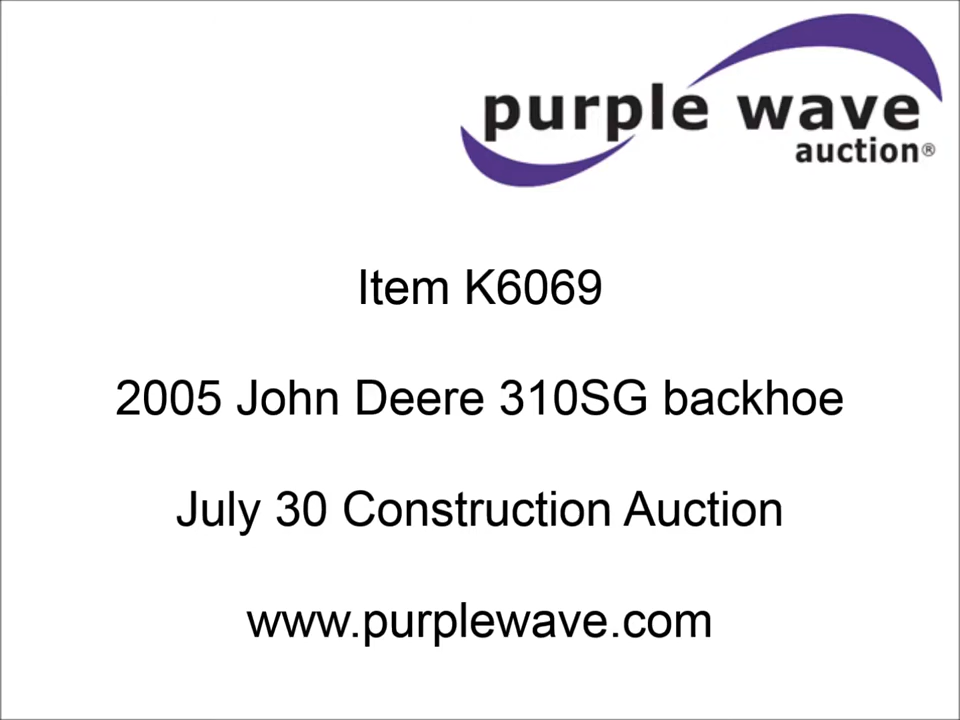 purple wave
auction®
Item K6069
2005 John Deere 310SG backhoe
July 30 Construction Auction
www.purplewave.com